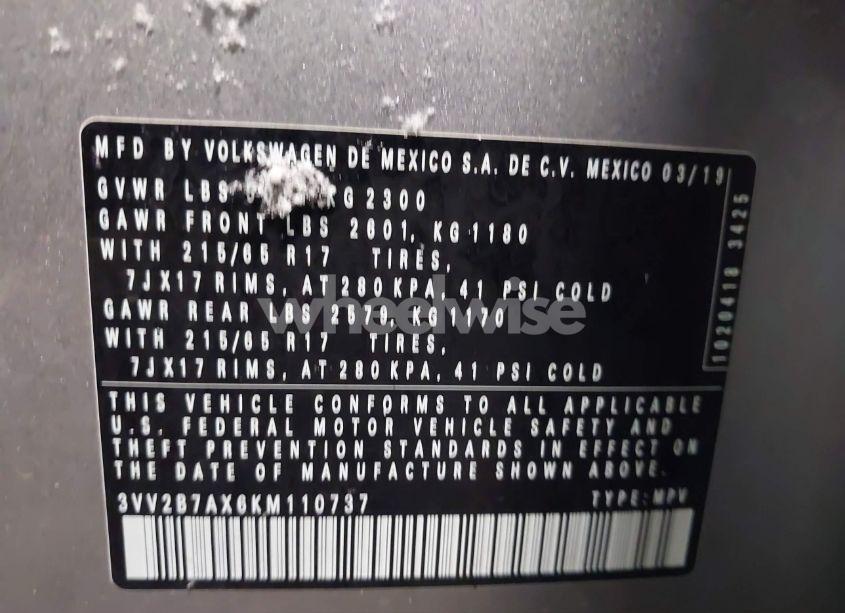 MFD BY VOLKSWAGEN DE MEXICO S.A. DE C.V. MEXICO 03/19
GVWR LBS KG 2300
GAWR FRONT LBS 2601, KG 1180
WITH 215/65 R17 TIRES,
7JX17 RIMS, AT 280 KPA, 41 PSI COLD
GAWR REAR LBS 2579, KG 1170
WITH 215/65 R17 TIRES,
7JX17 RIMS, AT 280 KPA, 41 PSI COLD
1020418 3425
THIS VEHICLE CONFORMS TO ALL APPLICABLE
U.S. FEDERAL MOTOR VEHICLE SAFETY AND
THEFT PREVENTION STANDARDS IN EFFECT ON
THE DATE OF MANUFACTURE SHOWN ABOVE.
3VV2B7AX6KM110737 TYPE: MPV
wheelwise